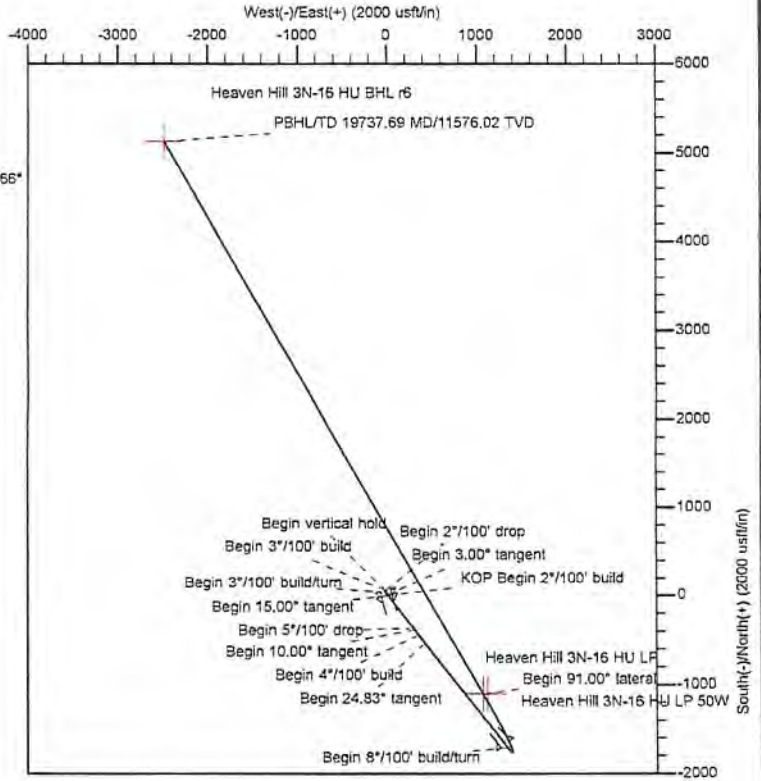 West(-)/East(+) (2000 usft/in)
-4000 -3000 -2000 -1000 0 1000 2000 3000
6000
Heaven Hill 3N-16 HU BHL r6
PBHL/TD 19737.69 MD/11576.02 TVD
5000
66°
4000
3000
2000
1000
Begin vertical hold
Begin 2°/100' drop
Begin 3°/100' build
Begin 3.00° tangent
Begin 3°/100' build/turn
KOP Begin 2°/100' build
0
Begin 15.00° tangent
Begin 5°/100' drop
Begin 10.00° tangent
Begin 4°/100' build
Heaven Hill 3N-16 HU LP
Begin 24.83° tangent
Begin 91.00° lateral
-1000
Heaven Hill 3N-16 HU LP 50W
Begin 8°/100' build/turn
-2000
South(-)/North(+) (2000 usft/in)